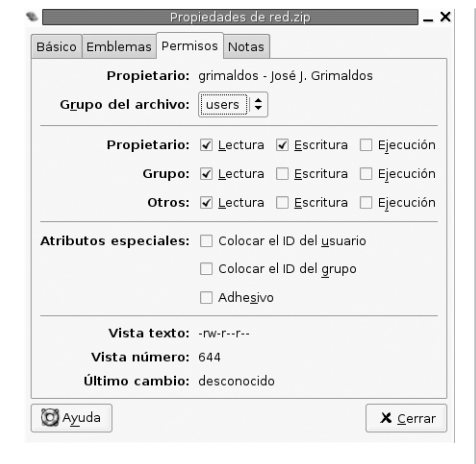 Propiedades de red.zip
Básico Emblemas Permisos Notas
Propietario: grimaldos - José J. Grimaldos
Grupo del archivo: users
Propietario: Lectura Escritura Ejecución
Grupo: Lectura Escritura Ejecución
Otros: Lectura Escritura Ejecución
Atributos especiales: Colocar el ID del usuario
Colocar el ID del grupo
Adhesivo
Vista texto: -rw-r--r--
Vista número: 644
Último cambio: desconocido
Ayuda Cerrar